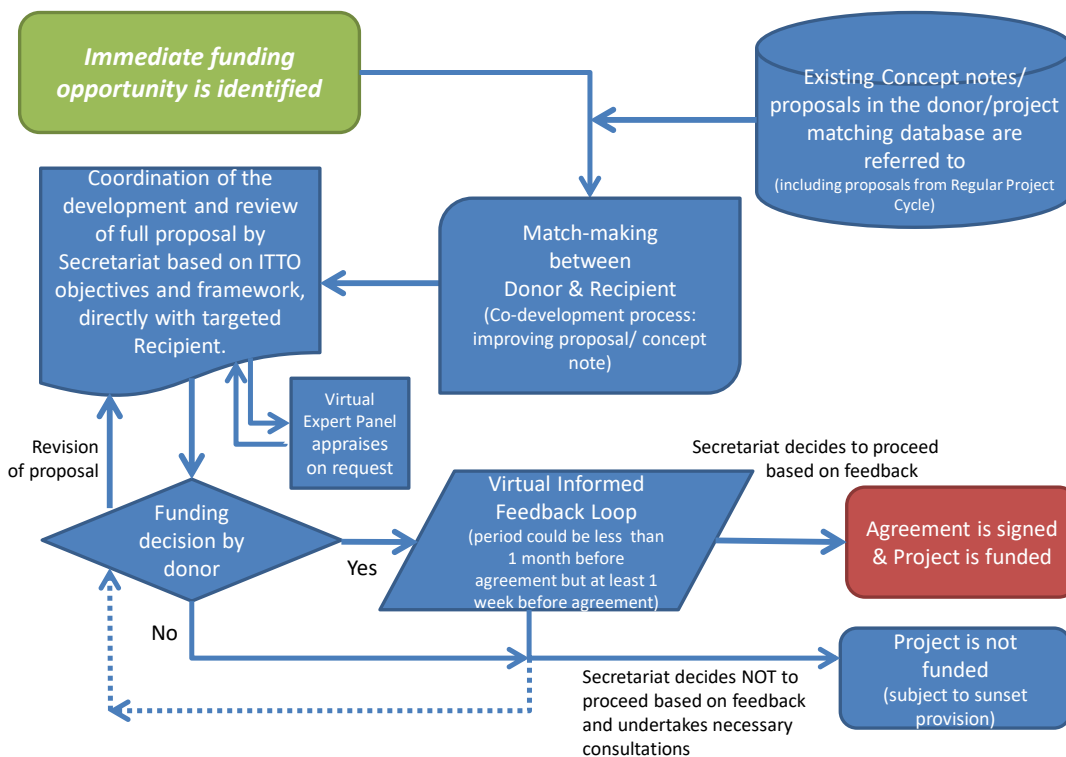 Immediate funding
opportunity is identified
Existing Concept notes/
proposals in the donor/project
matching database are
referred to
(including proposals from Regular Project
Cycle)
Coordination of the
development and review
of full proposal by
Secretariat based on ITTO
objectives and framework,
directly with targeted
Recipient.
Match-making
between
Donor & Recipient
(Co-development process:
improving proposal/ concept
note)
Virtual
Expert Panel
appraises
on request
Revision
of proposal
Funding
decision by
donor
Yes
No
Virtual Informed
Feedback Loop
(period could be less than
1 month before
agreement but at least 1
week before agreement)
Secretariat decides to proceed
based on feedback
Agreement is signed
& Project is funded
Secretariat decides NOT to
proceed based on feedback
and undertakes necessary
consultations
Project is not
funded
(subject to sunset
provision)